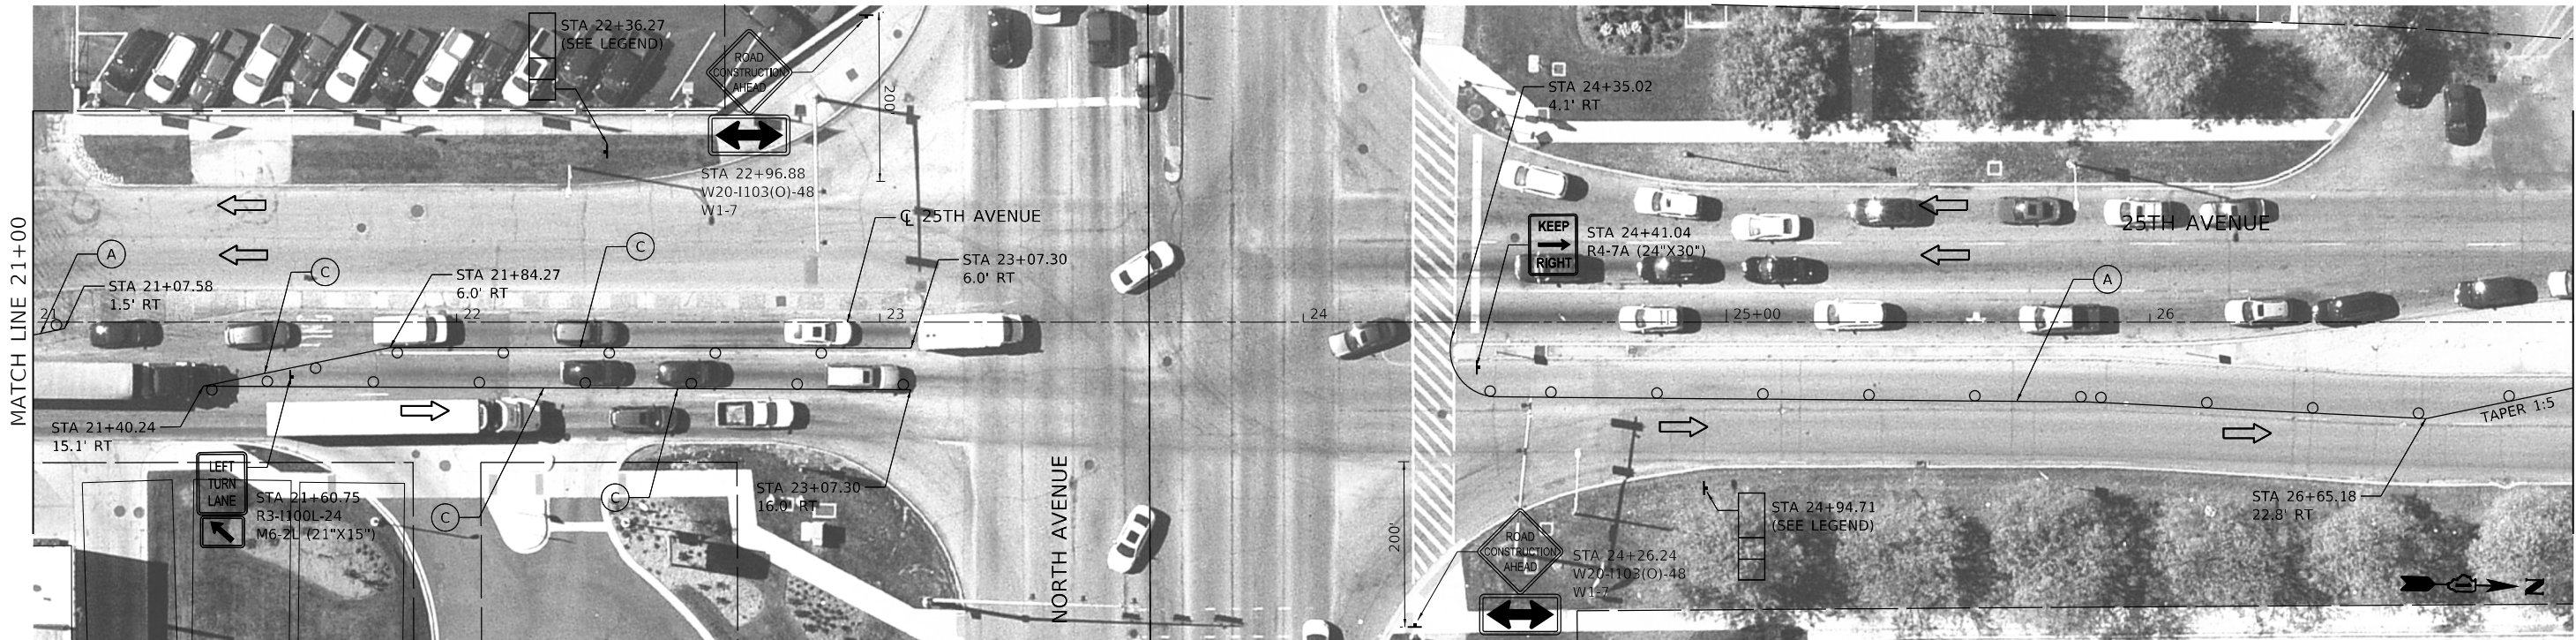 STA 22+36.27
(SEE LEGEND)
ROAD
CONSTRUCTION
AHEAD
200'
STA 22+96.88
W20-I103(O)-48
W1-7
STA 24+35.02
4.1' RT
MATCH LINE 21+00
A
STA 21+07.58
1.5' RT
C
STA 21+84.27
6.0' RT
C
℄ 25TH AVENUE
STA 23+07.30
6.0' RT
KEEP
RIGHT
STA 24+41.04
R4-7A (24"X30")
25TH AVENUE
A
21
22
23
24
25+00
26
STA 21+40.24
15.1' RT
LEFT
TURN
LANE
STA 21+60.75
R3-I100L-24
M6-2L (21"X15")
C
C
STA 23+07.30
16.0' RT
NORTH AVENUE
200'
ROAD
CONSTRUCTION
AHEAD
STA 24+26.24
W20-I103(O)-48
W1-7
STA 24+94.71
(SEE LEGEND)
STA 26+65.18
22.8' RT
TAPER 1:5
N